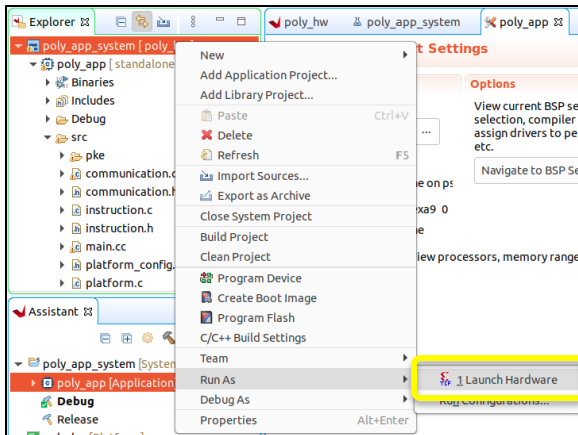 Explorer
poly_hw
poly_app_system
poly_app
poly_app_system [ poly_
poly_app [ standalone
Binaries
Includes
Debug
src
pke
communication.c
communication.h
instruction.c
instruction.h
main.cc
platform_config.
platform.c
New
Add Application Project...
Add Library Project...
Paste Ctrl+V
Delete
Refresh F5
Import Sources...
Export as Archive
Close System Project
Build Project
Clean Project
Program Device
Create Boot Image
Program Flash
C/C++ Build Settings
Team
Run As
Debug As
Properties Alt+Enter
t Settings
Options
View current BSP se
selection, compiler
assign drivers to pe
etc.
...
Navigate to BSP Se
ne on ps
exa9 0
ne
iew processors, memory range
Assistant
poly_app_system [System
poly_app [Application
Debug
Release
1 Launch Hardware
Run Configurations...